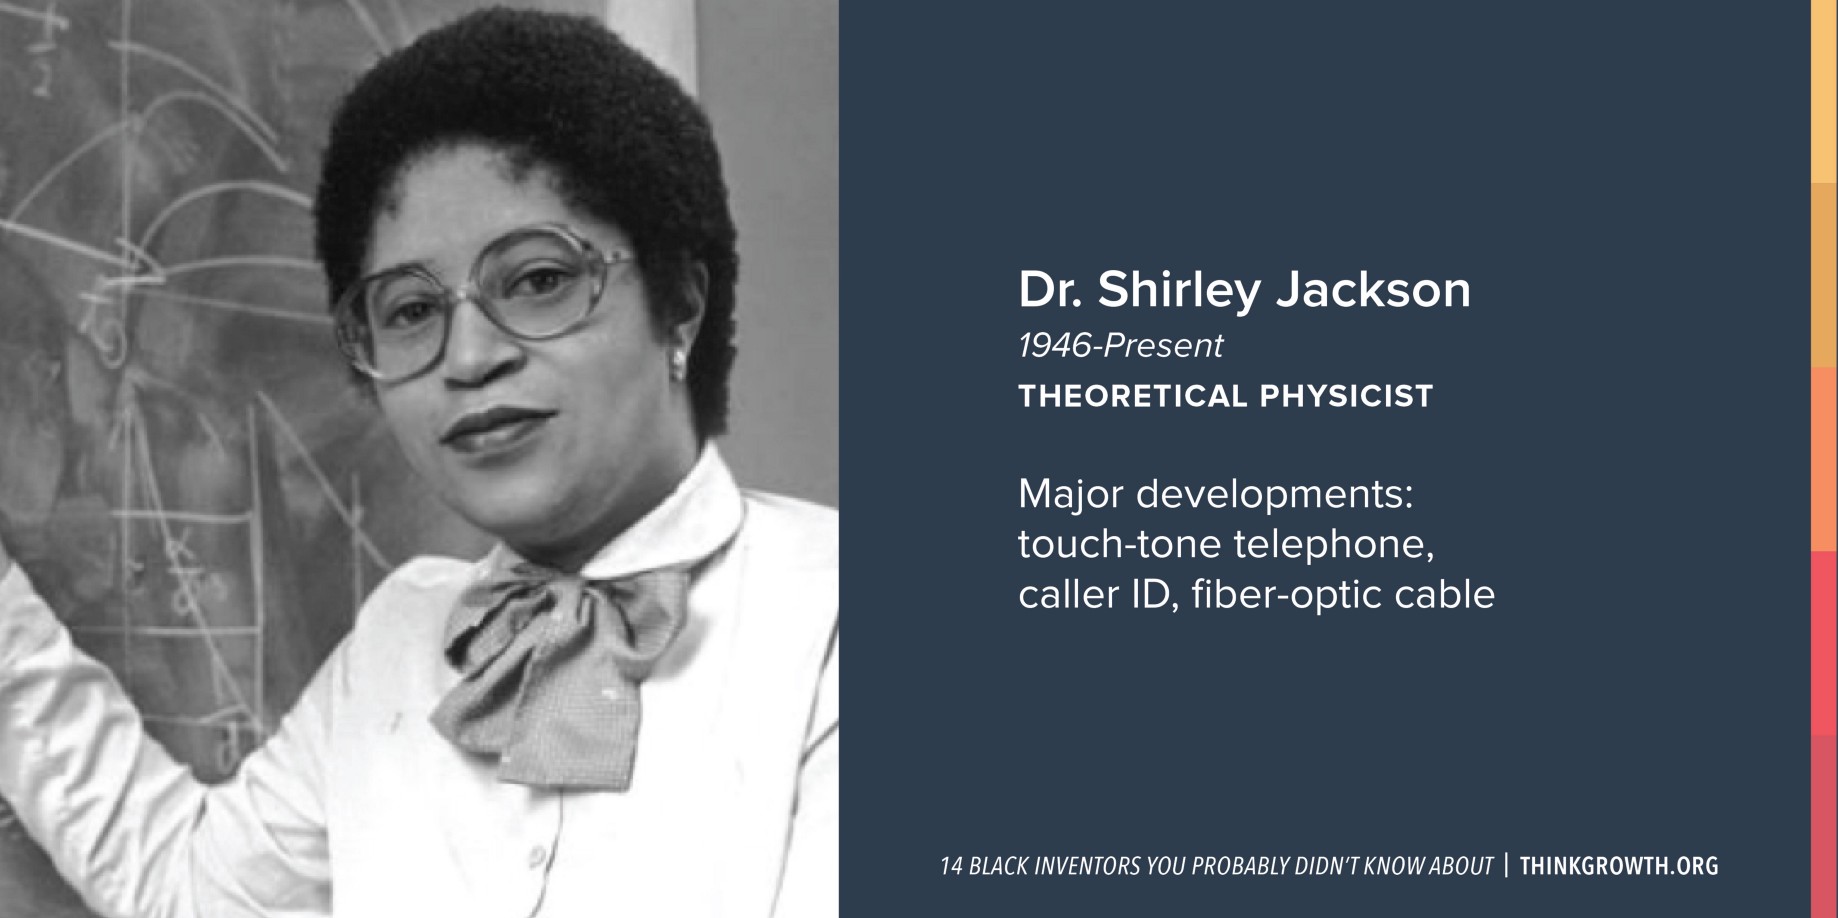 Dr. Shirley Jackson
1946-Present
THEORETICAL PHYSICIST
Major developments:
touch-tone telephone,
caller ID, fiber-optic cable
14 BLACK INVENTORS YOU PROBABLY DIDN'T KNOW ABOUT | THINKGROWTH.ORG